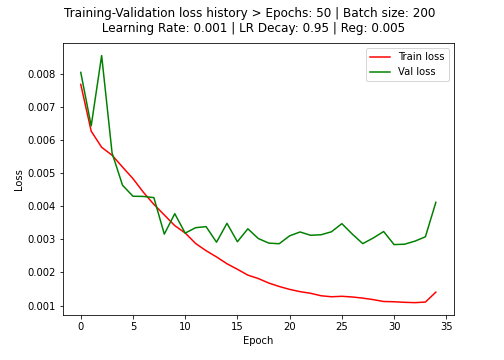 Training-Validation loss history > Epochs: 50 | Batch size: 200
Learning Rate: 0.001 | LR Decay: 0.95 | Reg: 0.005
Train loss
Val loss
0.008
0.007
0.006
0.005
0.004
0.003
0.002
0.001
Loss
0 5 10 15 20 25 30 35
Epoch